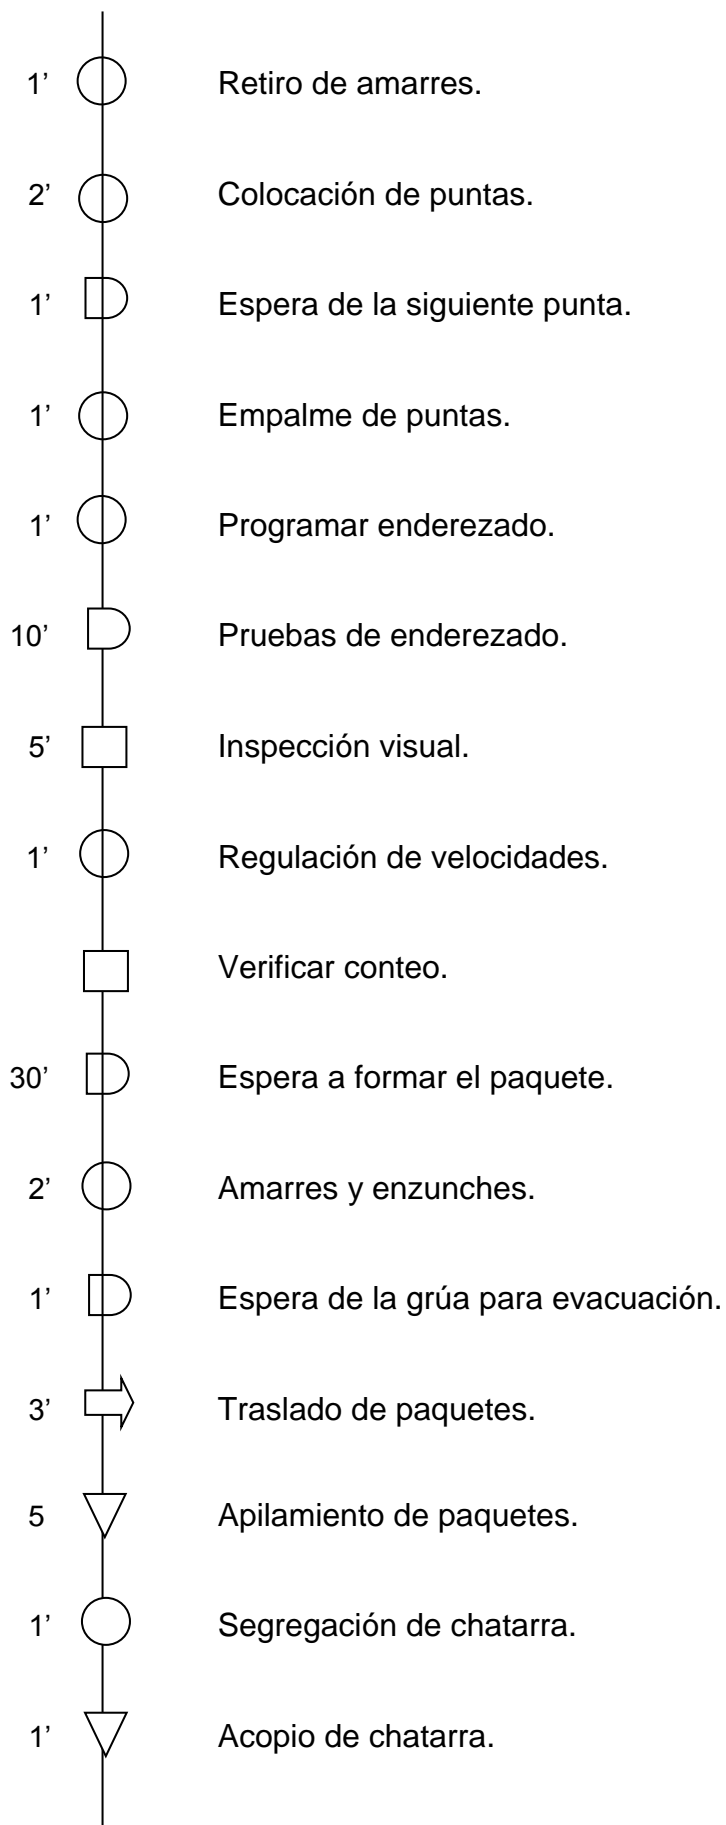 1’ Retiro de amarres.
2’ Colocación de puntas.
1’ Espera de la siguiente punta.
1’ Empalme de puntas.
1’ Programar enderezado.
10’ Pruebas de enderezado.
5’ Inspección visual.
1’ Regulación de velocidades.
Verificar conteo.
30’ Espera a formar el paquete.
2’ Amarres y enzunches.
1’ Espera de la grúa para evacuación.
3’ Traslado de paquetes.
5 Apilamiento de paquetes.
1’ Segregación de chatarra.
1’ Acopio de chatarra.